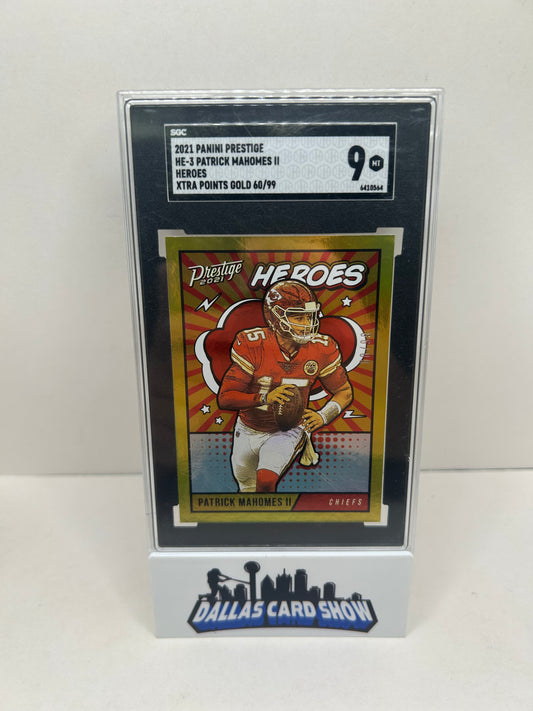 SGC
2021 PANINI PRESTIGE
HE-3 PATRICK MAHOMES II
HEROES
XTRA POINTS GOLD 60/99
9 MT
6410564
Prestige
2021
HEROES
15
15
PATRICK MAHOMES II
CHIEFS
DALLAS CARD SHOW